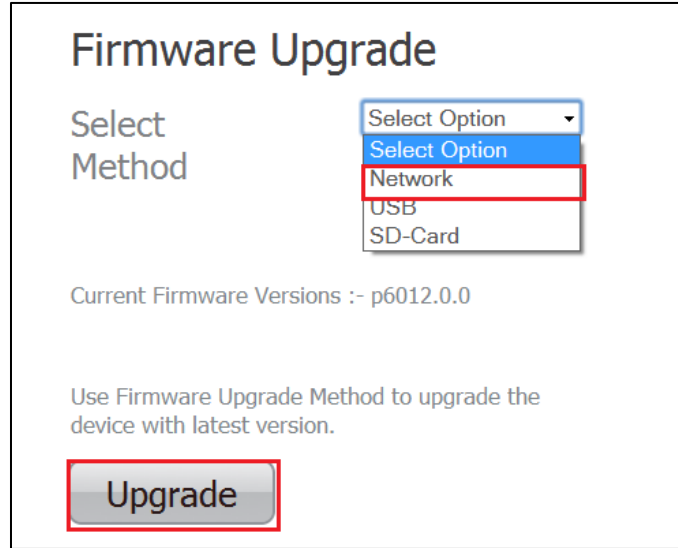 Firmware Upgrade
Select
Method
Select Option
Select Option
Network
USB
SD-Card
Current Firmware Versions :- p6012.0.0
Use Firmware Upgrade Method to upgrade the
device with latest version.
Upgrade